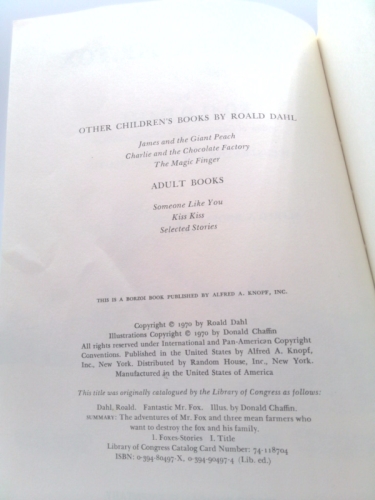 OTHER CHILDREN'S BOOKS BY ROALD DAHL
James and the Giant Peach
Charlie and the Chocolate Factory
The Magic Finger
ADULT BOOKS
Someone Like You
Kiss Kiss
Selected Stories
THIS IS A BORZOI BOOK PUBLISHED BY ALFRED A. KNOPF, INC.
Copyright © 1970 by Roald Dahl
Illustrations Copyright © 1970 by Donald Chaffin
All rights reserved under International and Pan-American Copyright
Conventions. Published in the United States by Alfred A. Knopf,
Inc., New York. Distributed by Random House, Inc., New York.
Manufactured in the United States of America
This title was originally catalogued by the Library of Congress as follows:
Dahl, Roald. Fantastic Mr. Fox. Illus. by Donald Chaffin.
SUMMARY: The adventures of Mr. Fox and three mean farmers who
want to destroy the fox and his family.
1. Foxes-Stories I. Title
Library of Congress Catalog Card Number: 74-118704
ISBN: 0-394-80497-X, 0-394-90497-4 (Lib. ed.)